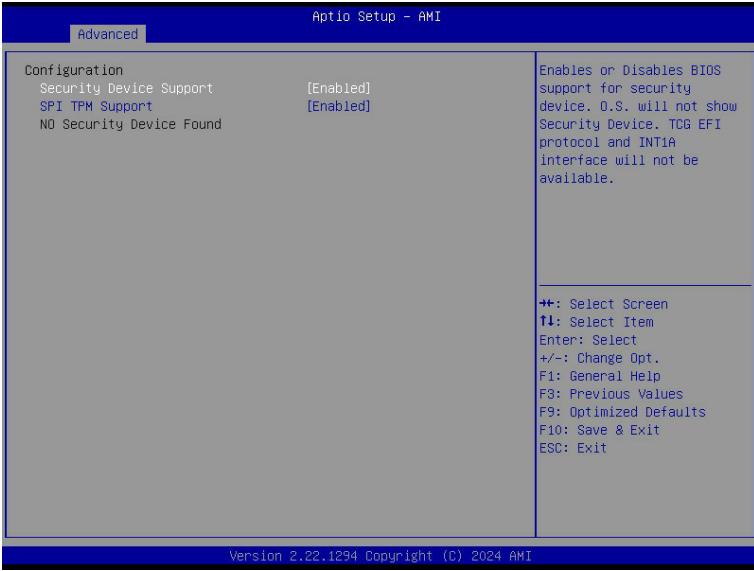 Aptio Setup – AMI
Advanced
Configuration
Security Device Support [Enabled]
SPI TPM Support [Enabled]
NO Security Device Found
Enables or Disables BIOS
support for security
device. O.S. will not show
Security Device. TCG EFI
protocol and INT1A
interface will not be
available.
→←: Select Screen
↑↓: Select Item
Enter: Select
+/-: Change Opt.
F1: General Help
F3: Previous Values
F9: Optimized Defaults
F10: Save & Exit
ESC: Exit
Version 2.22.1294 Copyright (C) 2024 AMI